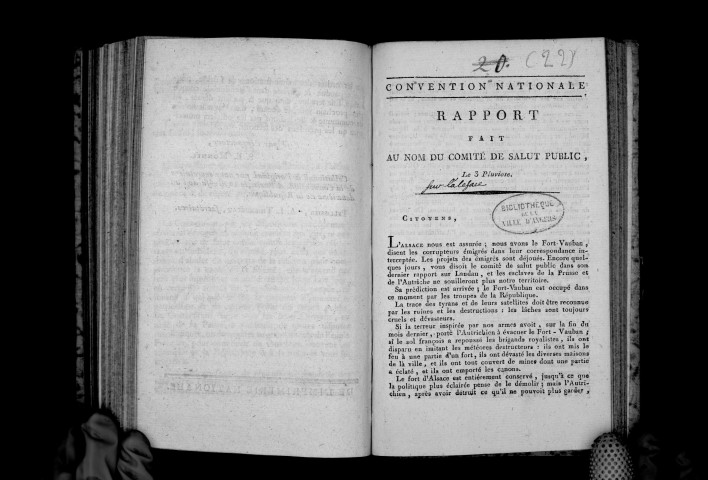 20. (22)
CONVENTION NATIONALE
RAPPORT
FAIT
AU NOM DU COMITÉ DE SALUT PUBLIC,
Le 3 Pluviose.
sur l'alsace
BIBLIOTHEQUE
DE LA
VILLE D'ANGERS
CITOYENS,
L'ALSACE nous est assurée; nous avons le Fort-Vauban,
disent les corrupteurs émigrés dans leur correspondance in-
terceptée. Les projets des émigrés sont déjoués. Encore quel-
ques jours, vous disoit le comité de salut public dans son
dernier rapport sur Landau, et les esclaves de la Prusse et
de l'Autriche ne souilleront plus notre territoire.
Sa prédiction est arrivée; le Fort-Vauban est occupé dans
ce moment par les troupes de la République.
La trace des tyrans et de leurs satellites doit être reconnue
par les ruines et les destructions: les lâches sont toujours
cruels et dévastateurs.
Si la terreur inspirée par nos armes avoit, sur la fin du
mois dernier, porté l'Autrichien à évacuer le Fort-Vauban;
si le sol français a repoussé les brigands royalistes, ils ont
disparu en imitant les météores destructeurs: ils ont mis le
feu à une partie d'un fort, ils ont dévasté les diverses maisons
de la ville, et ils ont tout couvert de mines dont une partie
a éclaté, et ils ont emporté les canons.
Le fort d'Alsace est entièrement conservé, jusqu'à ce que
la politique plus éclairée pense de le démolir; mais l'Autri-
chien, après avoir détruit ce qu'il ne pouvoit plus garder,